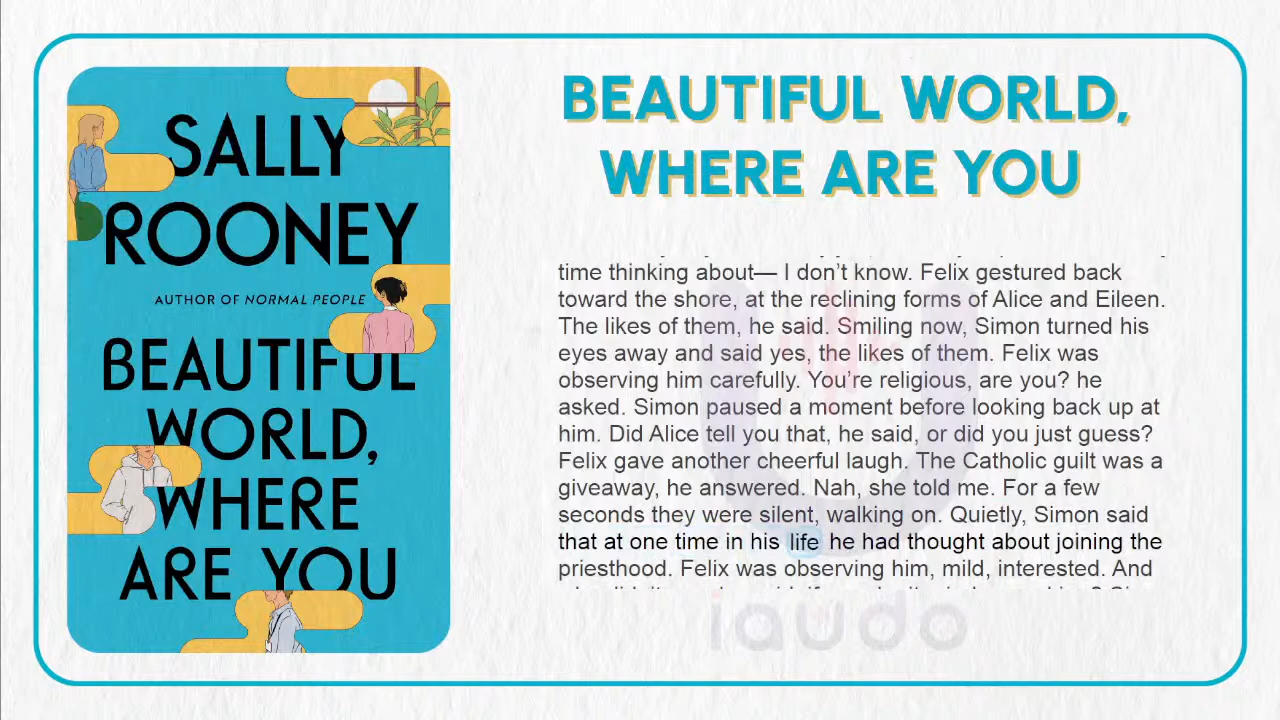 SALLY
ROONEY
AUTHOR OF NORMAL PEOPLE
BEAUTIFUL
WORLD,
WHERE
ARE YOU
BEAUTIFUL WORLD,
WHERE ARE YOU
time thinking about— I don’t know. Felix gestured back
toward the shore, at the reclining forms of Alice and Eileen.
The likes of them, he said. Smiling now, Simon turned his
eyes away and said yes, the likes of them. Felix was
observing him carefully. You’re religious, are you? he
asked. Simon paused a moment before looking back up at
him. Did Alice tell you that, he said, or did you just guess?
Felix gave another cheerful laugh. The Catholic guilt was a
giveaway, he answered. Nah, she told me. For a few
seconds they were silent, walking on. Quietly, Simon said
that at one time in his life he had thought about joining the
priesthood. Felix was observing him, mild, interested. And
iaudo